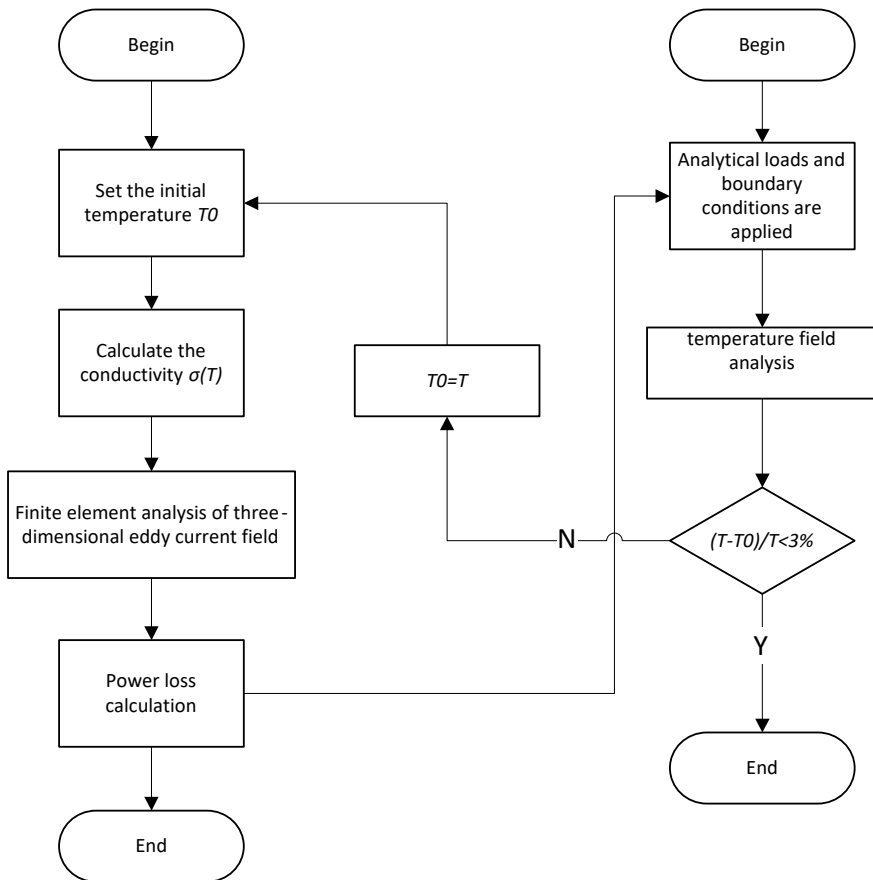 Begin
Set the initial
temperature T0
Calculate the
conductivity σ(T)
Finite element analysis of three-
dimensional eddy current field
Power loss
calculation
End
T0=T
N
Begin
Analytical loads and
boundary
conditions are
applied
temperature field
analysis
(T-T0)/T<3%
Y
End